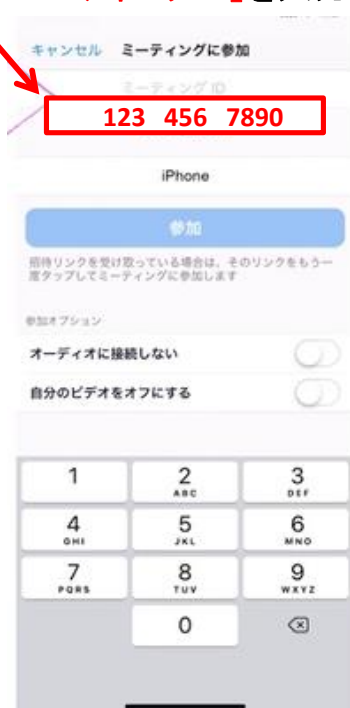 キャンセル ミーティングに参加
ミーティング ID
123 456 7890
iPhone
参加
招待リンクを受け取っている場合は、そのリンクをもう一
度タップしてミーティングに参加します
参加オプション
オーディオに接続しない
自分のビデオをオフにする
1 2 3
ABC DEF
4 5 6
GHI JKL MNO
7 8 9
PQRS TUV WXYZ
0